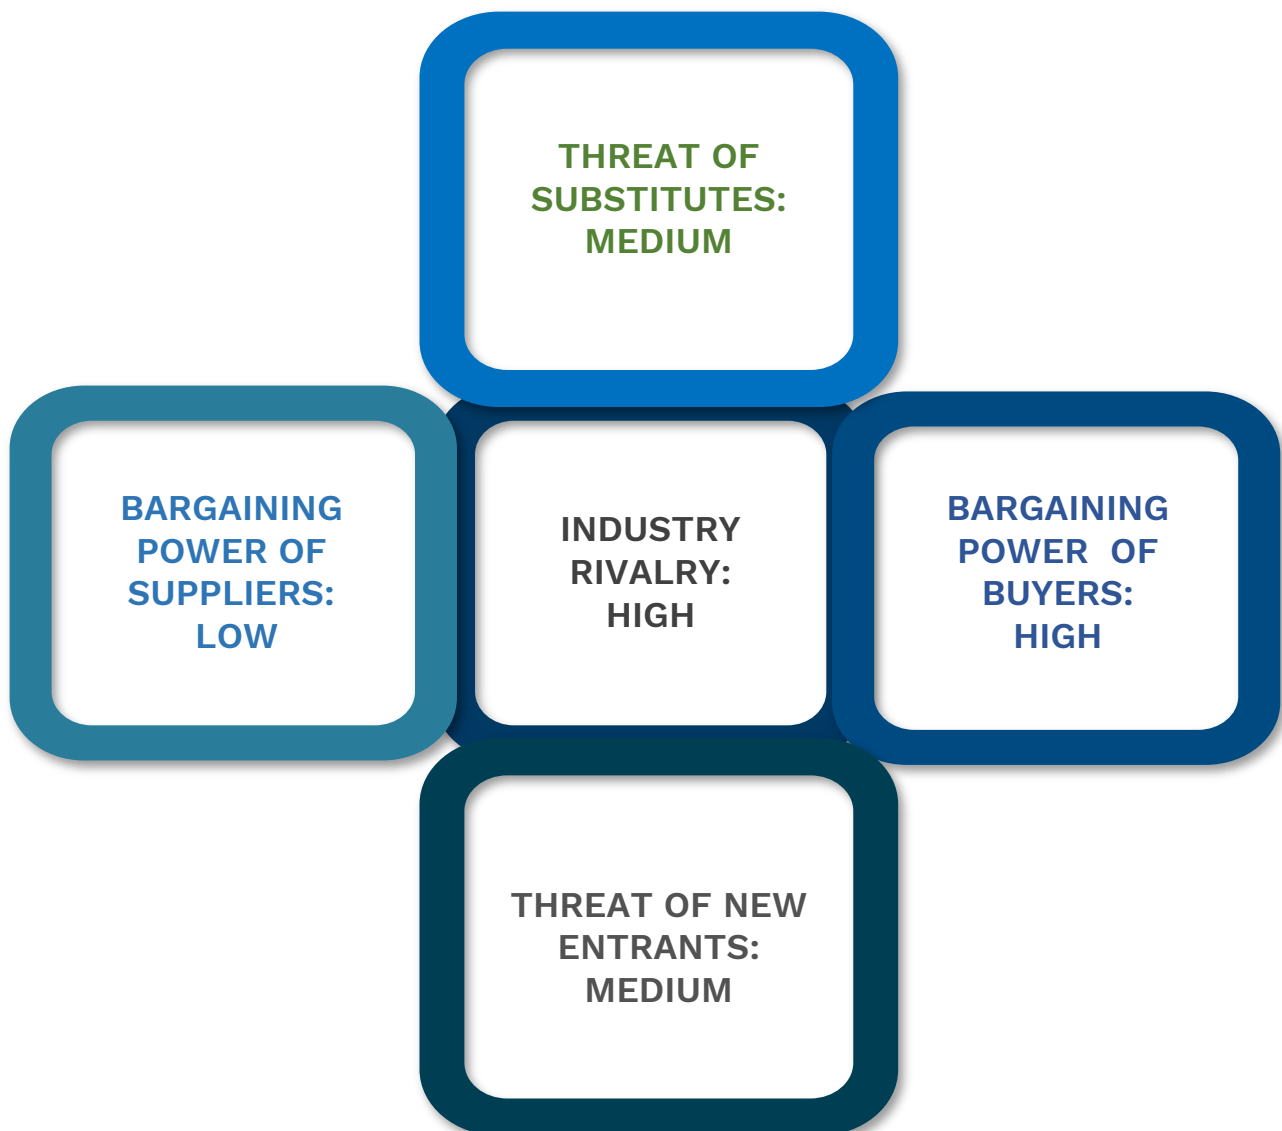 THREAT OF
SUBSTITUTES:
MEDIUM
BARGAINING
POWER OF
SUPPLIERS:
LOW
INDUSTRY
RIVALRY:
HIGH
BARGAINING
POWER  OF
BUYERS:
HIGH
THREAT OF NEW
ENTRANTS:
MEDIUM